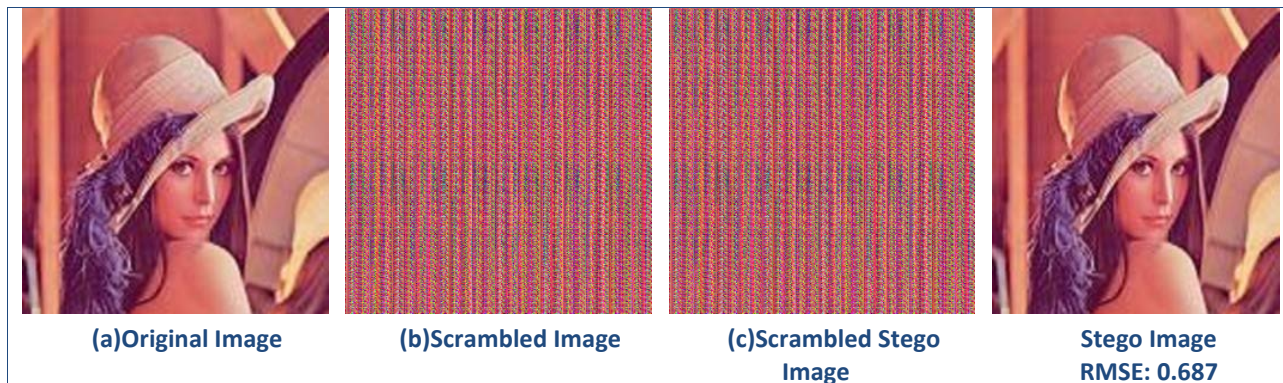 (a)Original Image
(b)Scrambled Image
(c)Scrambled Stego
Image
Stego Image
RMSE: 0.687